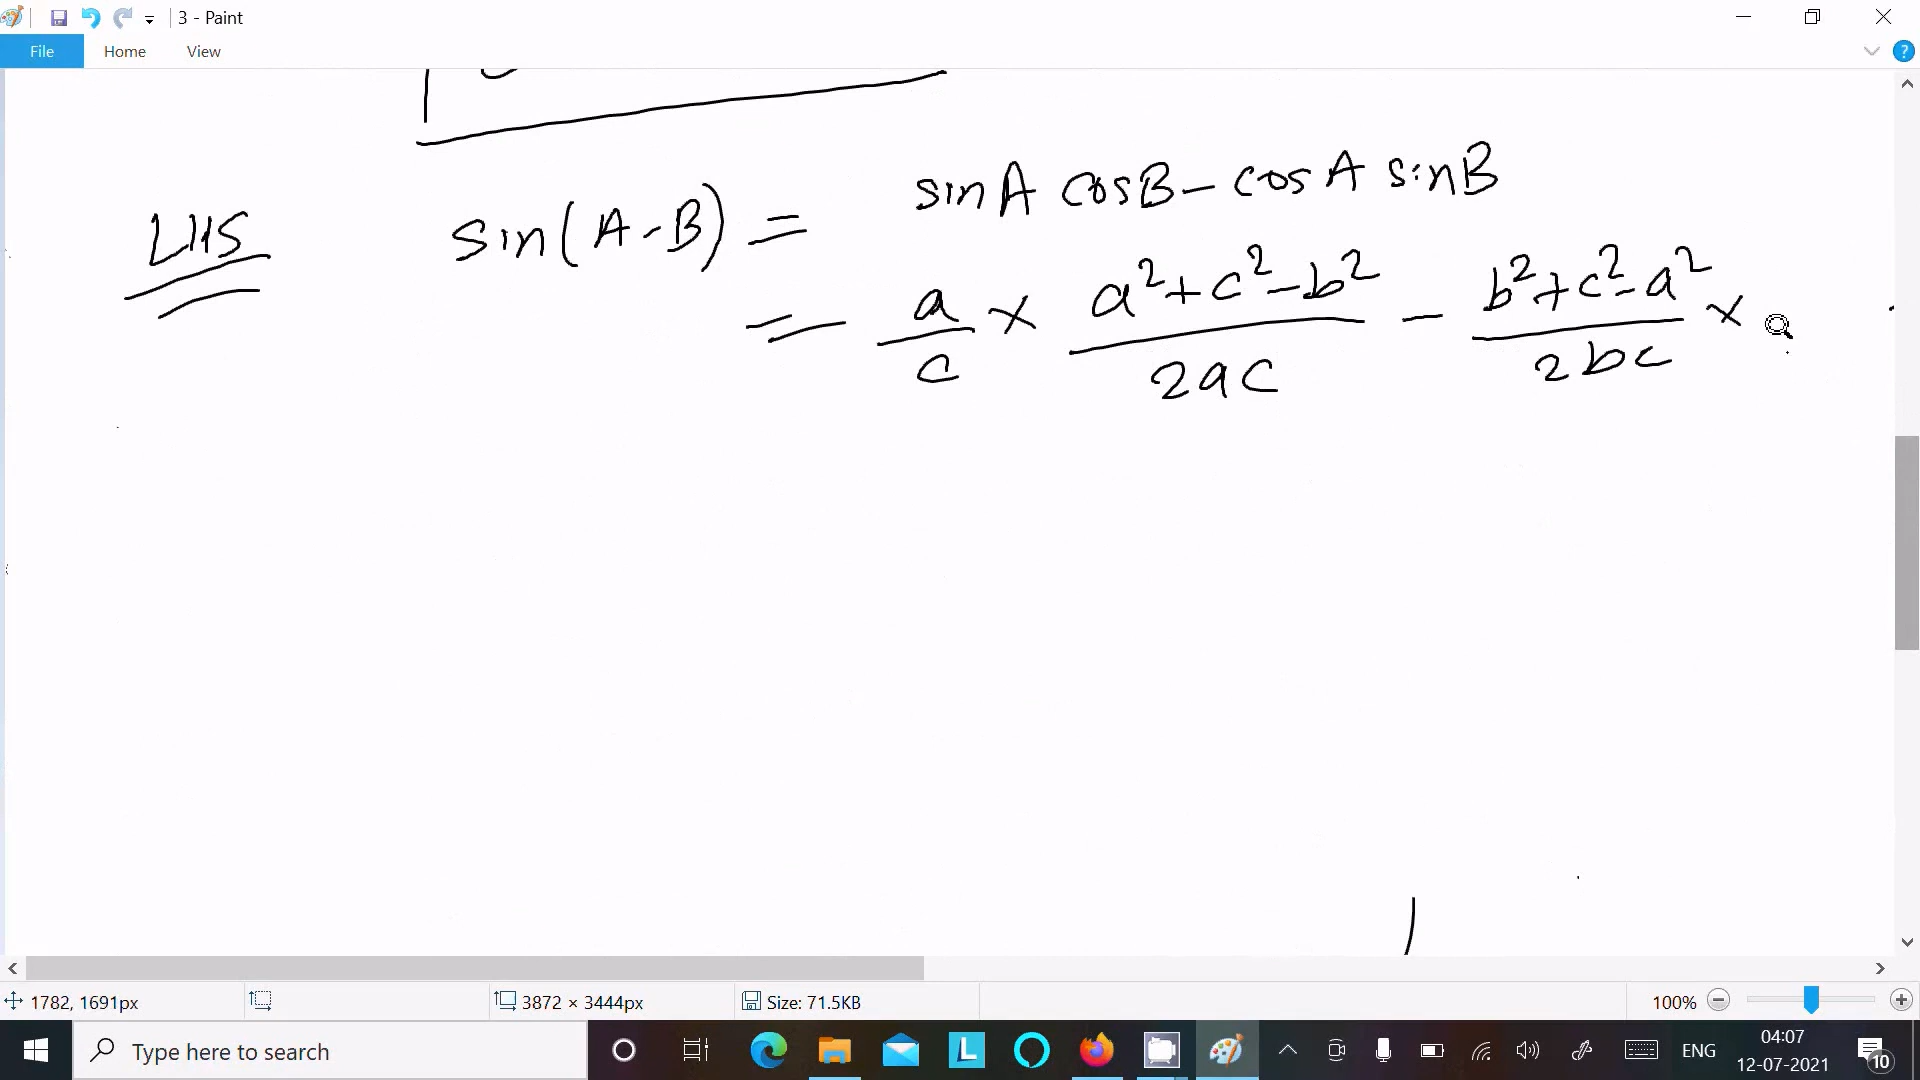 3 - Paint
File Home View
LHS sin(A-B) = sinA cosB - cosA sinB
= a/c × (a²+c²-b²)/2ac - (b²+c²-a²)/2bc ×
1782, 1691px 3872 × 3444px Size: 71.5KB 100%
Type here to search L ENG 04:07
12-07-2021 10